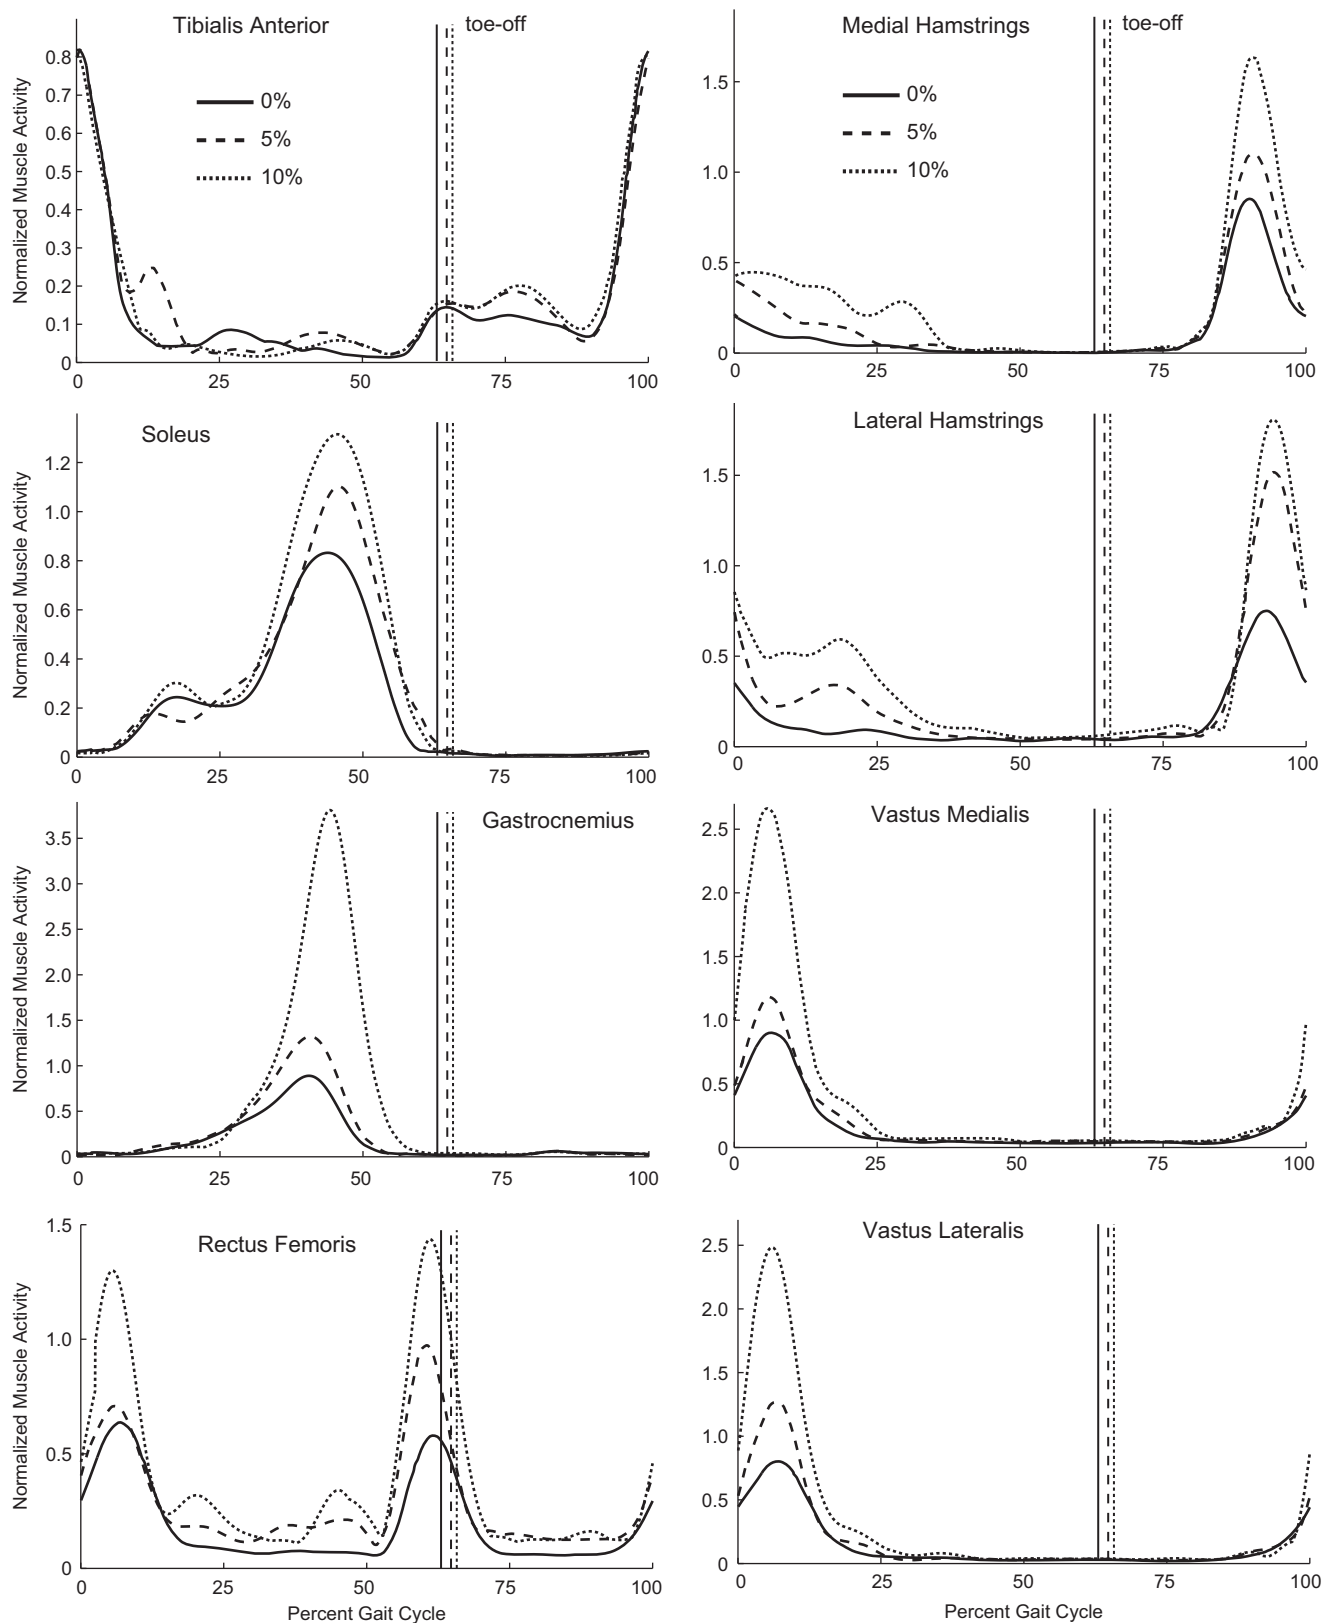 Tibialis Anterior
toe-off
Normalized Muscle Activity
0.8
0.7
0.6
0.5
0.4
0.3
0.2
0.1
0
0%
5%
10%
0 25 50 75 100
Medial Hamstrings
toe-off
1.5
1.0
0.5
0
0%
5%
10%
0 25 50 75 100
Soleus
Normalized Muscle Activity
1.2
1.0
0.8
0.6
0.4
0.2
0
0 25 50 75 100
Lateral Hamstrings
1.5
1.0
0.5
0
0 25 50 75 100
Gastrocnemius
Normalized Muscle Activity
3.5
3.0
2.5
2.0
1.5
1.0
0.5
0
0 25 50 75 100
Vastus Medialis
2.5
2.0
1.5
1.0
0.5
0
0 25 50 75 100
Rectus Femoris
Normalized Muscle Activity
1.5
1.0
0.5
0
0 25 50 75 100
Percent Gait Cycle
Vastus Lateralis
2.5
2.0
1.5
1.0
0.5
0
0 25 50 75 100
Percent Gait Cycle